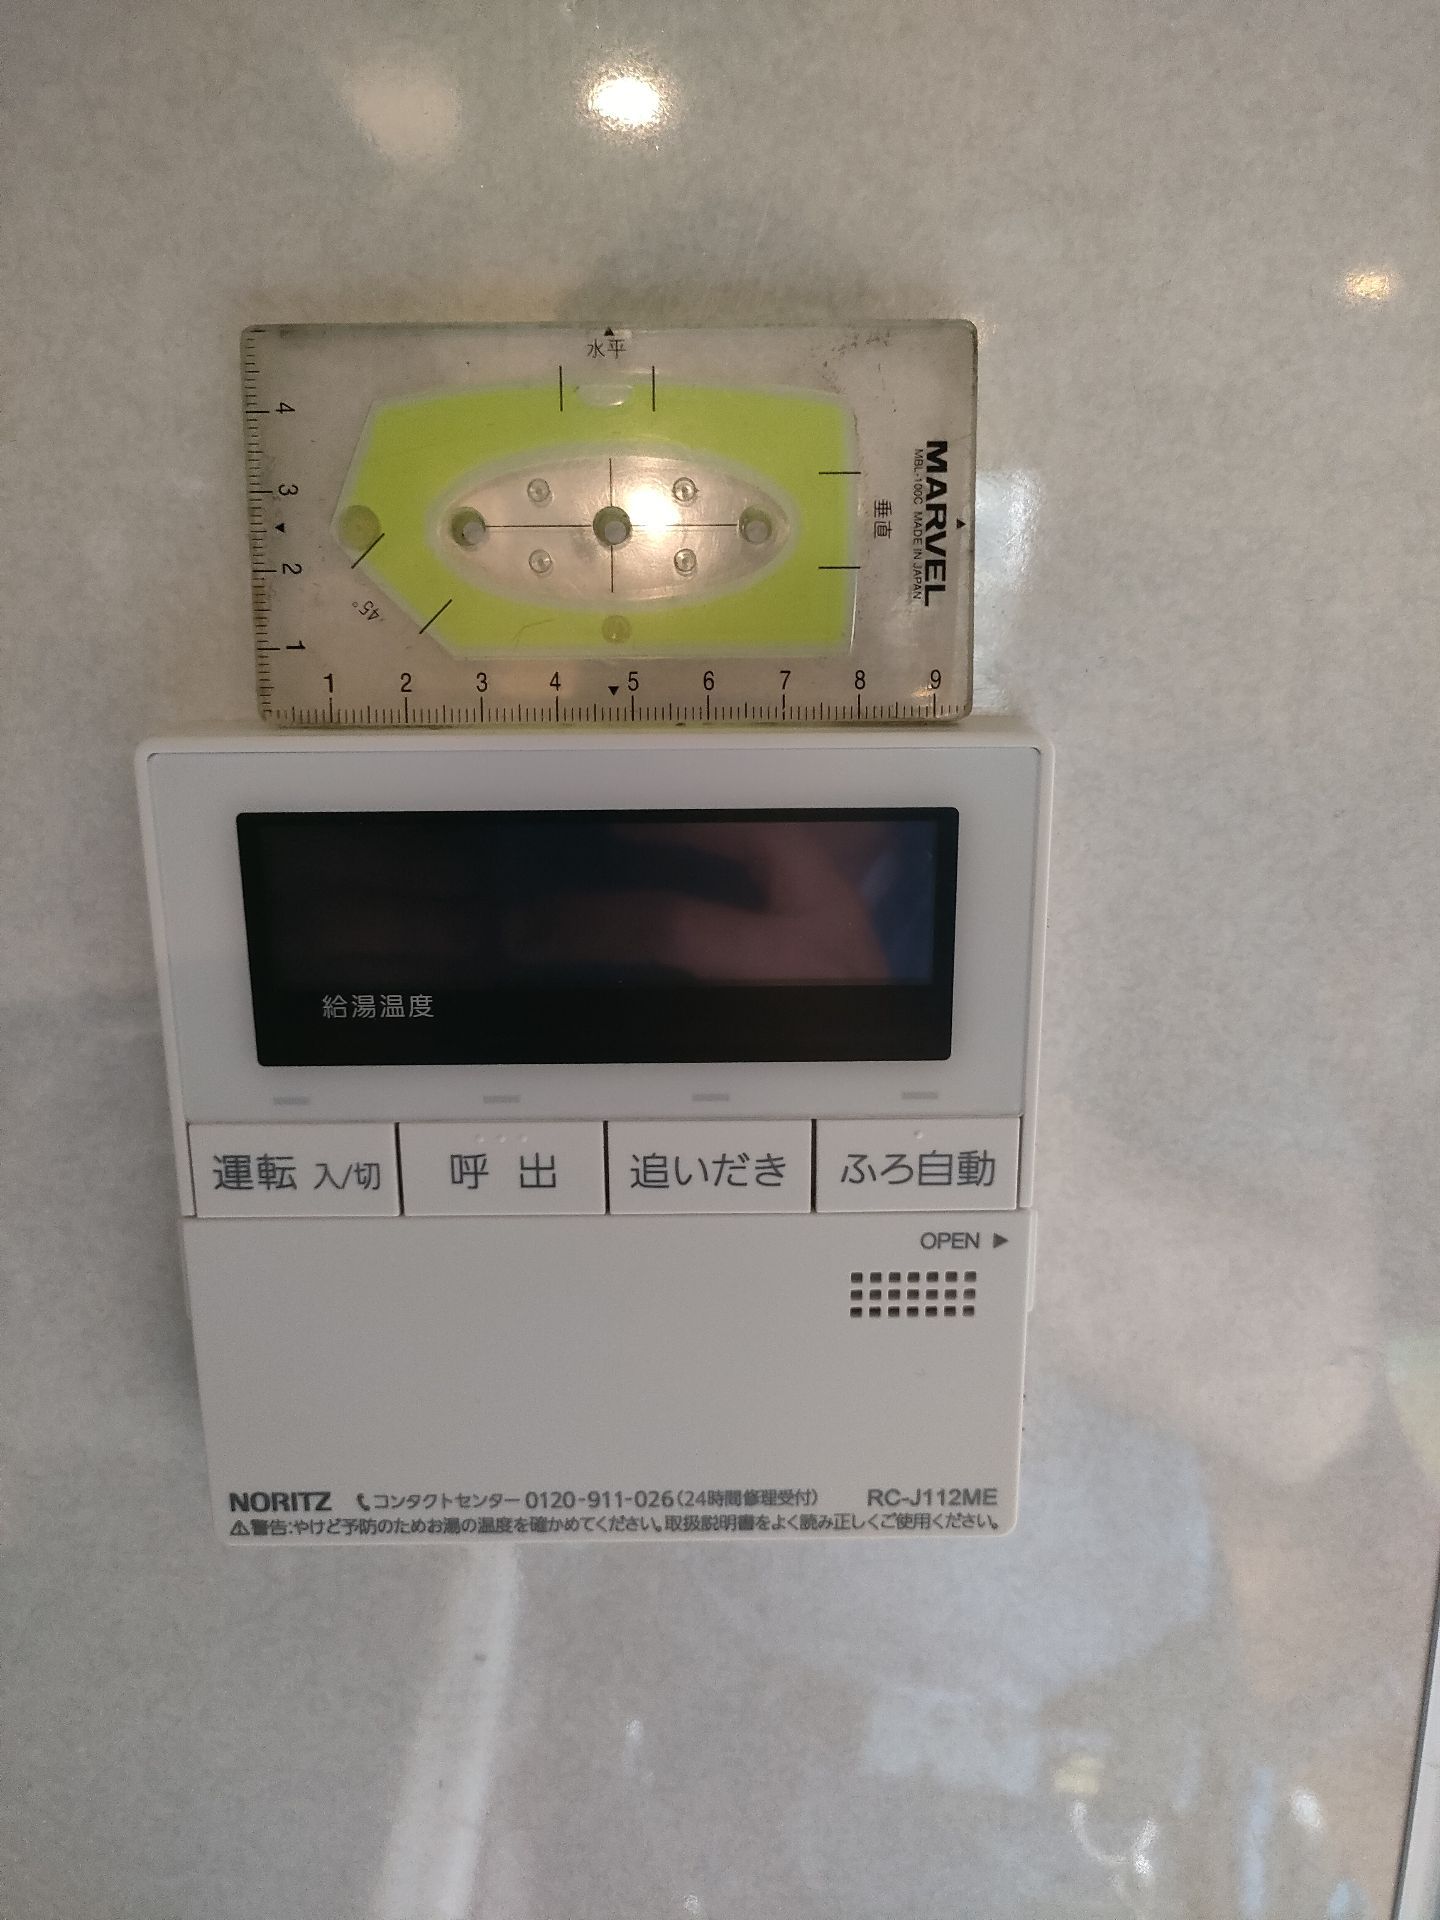 水平
4
3
2
1
45°
垂直
MARVEL
MBL-100C MADE IN JAPAN
1 2 3 4 5 6 7 8 9
給湯温度
運転 入/切 呼出 追いだき ふろ自動
OPEN ▶
NORITZ コンタクトセンター 0120-911-026(24時間修理受付) RC-J112ME
⚠警告:やけど予防のためお湯の温度を確かめてください。取扱説明書をよく読み正しくご使用ください。